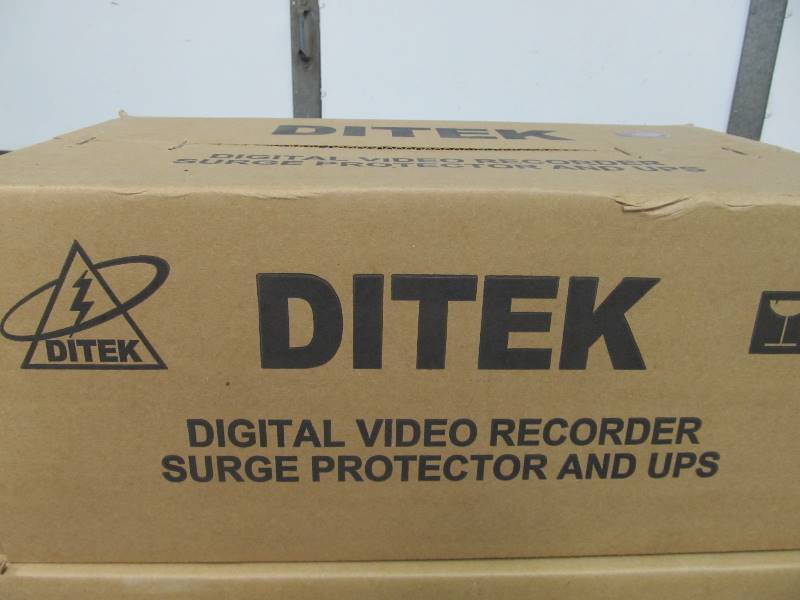 DITEK
DIGITAL VIDEO RECORDER
SURGE PROTECTOR AND UPS
DITEK
DITEK
DIGITAL VIDEO RECORDER
SURGE PROTECTOR AND UPS